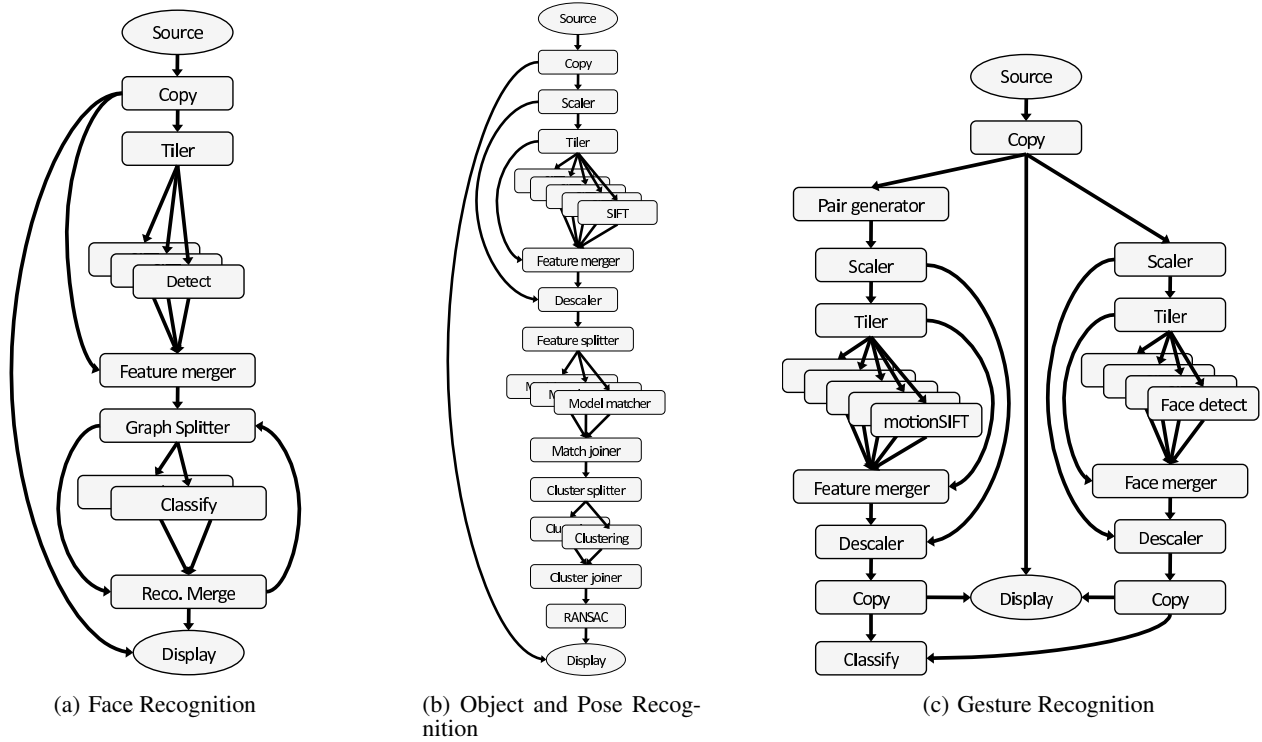 Source
Copy
Tiler
Detect
Feature merger
Graph Splitter
Classify
Reco. Merge
Display
(a) Face Recognition
Source
Copy
Scaler
Tiler
SIFT
Feature merger
Descaler
Feature splitter
Model matcher
Match joiner
Cluster splitter
Clustering
Cluster joiner
RANSAC
Display
(b) Object and Pose Recog-
nition
Source
Copy
Pair generator
Scaler
Tiler
motionSIFT
Feature merger
Descaler
Copy
Classify
Display
Scaler
Tiler
Face detect
Face merger
Descaler
Copy
(c) Gesture Recognition